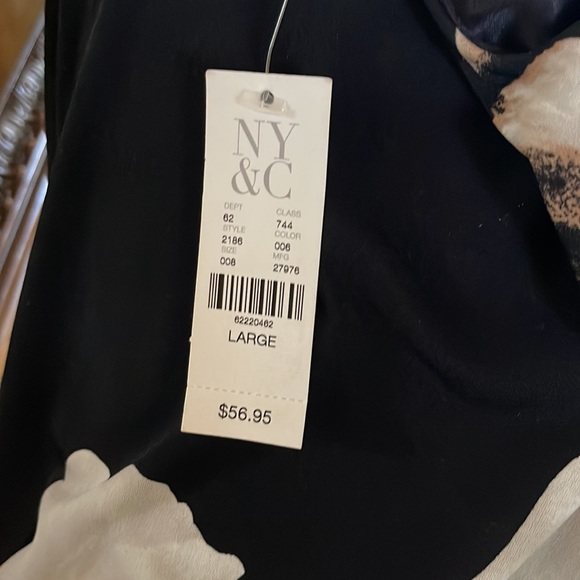 NY
&C
DEPT CLASS
62 744
STYLE COLOR
2186 006
SIZE MFG
008 27976
62220462
LARGE
$56.95